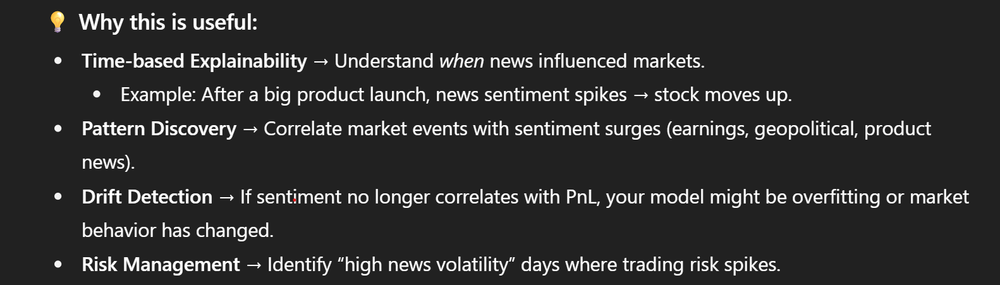 💡 Why this is useful:
• Time-based Explainability → Understand when news influenced markets.
• Example: After a big product launch, news sentiment spikes → stock moves up.
• Pattern Discovery → Correlate market events with sentiment surges (earnings, geopolitical, product
news).
• Drift Detection → If sentiment no longer correlates with PnL, your model might be overfitting or market
behavior has changed.
• Risk Management → Identify “high news volatility” days where trading risk spikes.